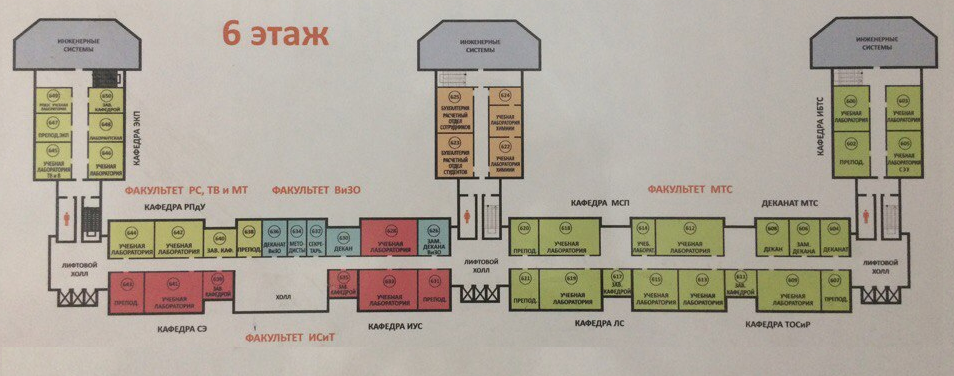 6 этаж
ИНЖЕНЕРНЫЕ
СИСТЕМЫ
ИНЖЕНЕРНЫЕ
СИСТЕМЫ
ИНЖЕНЕРНЫЕ
СИСТЕМЫ
649
УЧЕБНАЯ
ЛАБОРАТОРИЯ
650
ЗАВ.
КАФЕДРОЙ
647
ПРЕПОД. ЭКП
648
ЛАБОРАНТСКАЯ
645
УЧЕБНАЯ
ЛАБОРАТОРИЯ
ТВ и В
646
УЧЕБНАЯ
ЛАБОРАТОРИЯ
КАФЕДРА ЭКП
625
БУХГАЛТЕРИЯ
РАСЧЕТНЫЙ
ОТДЕЛ
СОТРУДНИКОВ
624
УЧЕБНАЯ
ЛАБОРАТОРИЯ
ХИМИИ
623
БУХГАЛТЕРИЯ
РАСЧЕТНЫЙ
ОТДЕЛ
СТУДЕНТОВ
622
УЧЕБНАЯ
ЛАБОРАТОРИЯ
ХИМИИ
КАФЕДРА ИБТС
600
УЧЕБНАЯ
ЛАБОРАТОРИЯ
603
УЧЕБНАЯ
ЛАБОРАТОРИЯ
602
ПРЕПОД.
605
УЧЕБНАЯ
ЛАБОРАТОРИЯ
ФАКУЛЬТЕТ РС, ТВ и МТ
ФАКУЛЬТЕТ ВиЗО
ФАКУЛЬТЕТ МТС
КАФЕДРА РПдУ
КАФЕДРА МСП
ДЕКАНАТ МТС
644
УЧЕБНАЯ
ЛАБОРАТОРИЯ
642
УЧЕБНАЯ
ЛАБОРАТОРИЯ
640
ЗАВ. КАФ.
638
ПРЕПОД.
636
ДЕКАНАТ
ВиЗО
634
МЕТО-
ДИСТЫ
632
СЕКРЕ-
ТАРЬ
630
ДЕКАН
628
УЧЕБНАЯ
ЛАБОРАТОРИЯ
626
ЗАМ.
ДЕКАНА
ВиЗО
620
ПРЕПОД.
618
УЧЕБНАЯ
ЛАБОРАТОРИЯ
614
УЧЕБ.
ЛАБОРАТ.
612
УЧЕБНАЯ
ЛАБОРАТОРИЯ
608
ДЕКАН
606
ЗАМ.
ДЕКАНА
604
ДЕКАНАТ
ЛИФТОВОЙ
ХОЛЛ
ЛИФТОВОЙ
ХОЛЛ
ЛИФТОВОЙ
ХОЛЛ
643
ПРЕПОД.
641
УЧЕБНАЯ
ЛАБОРАТОРИЯ
639
ЗАВ.
КАФЕДРОЙ
ХОЛЛ
635
ЗАВ.
КАФЕДРОЙ
633
УЧЕБНАЯ
ЛАБОРАТОРИЯ
631
ПРЕПОД.
621
ПРЕПОД.
619
УЧЕБНАЯ
ЛАБОРАТОРИЯ
617
ЗАВ.
КАФЕДРОЙ
615
УЧЕБНАЯ
ЛАБОРАТОРИЯ
613
УЧЕБНАЯ
ЛАБОРАТОРИЯ
611
ЗАВ.
КАФЕДРОЙ
609
УЧЕБНАЯ
ЛАБОРАТОРИЯ
607
ПРЕПОД.
КАФЕДРА СЭ
КАФЕДРА ИУС
КАФЕДРА ЛС
КАФЕДРА ТОСиР
ФАКУЛЬТЕТ ИСиТ